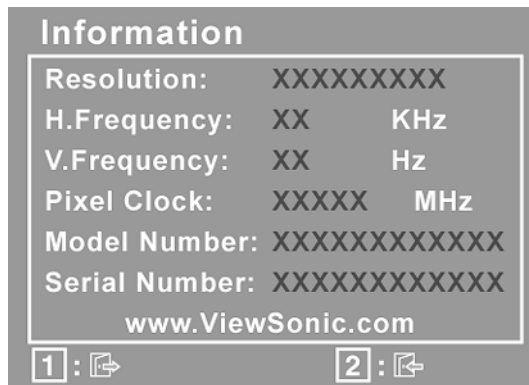 Information
Resolution: XXXXXXXXX
H.Frequency: XX KHz
V.Frequency: XX Hz
Pixel Clock: XXXXX MHz
Model Number: XXXXXXXXXXXX
Serial Number: XXXXXXXXXXXX
www.ViewSonic.com
1 : 2 :